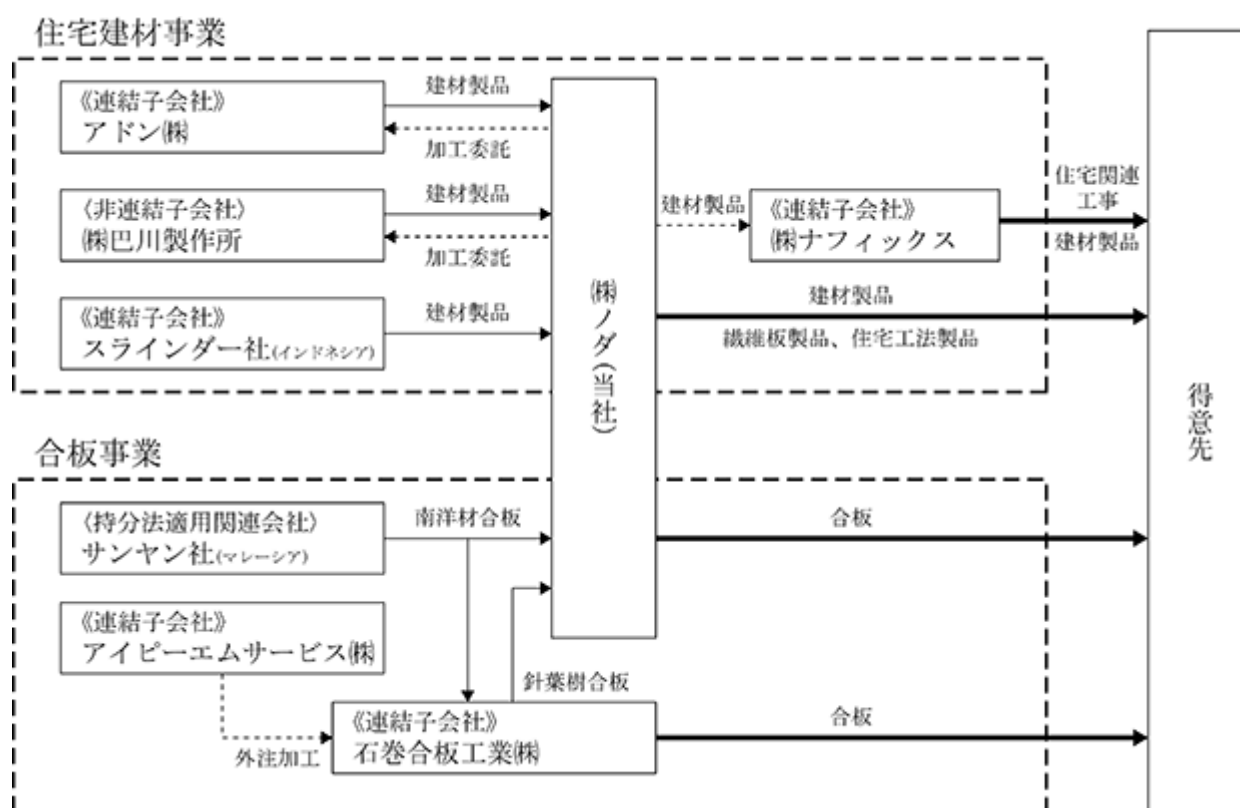 住宅建材事業
《連結子会社》
アドン㈱
建材製品
加工委託
〈非連結子会社〉
㈱巴川製作所
建材製品
加工委託
《連結子会社》
スラインダー社(インドネシア)
建材製品
㈱ノダ(当社)
建材製品
《連結子会社》
㈱ナフィックス
住宅関連
工事
建材製品
建材製品
繊維板製品、住宅工法製品
得意先
合板事業
〈持分法適用関連会社〉
サンヤン社(マレーシア)
南洋材合板
合板
《連結子会社》
アイピーエムサービス㈱
針葉樹合板
外注加工
《連結子会社》
石巻合板工業㈱
合板